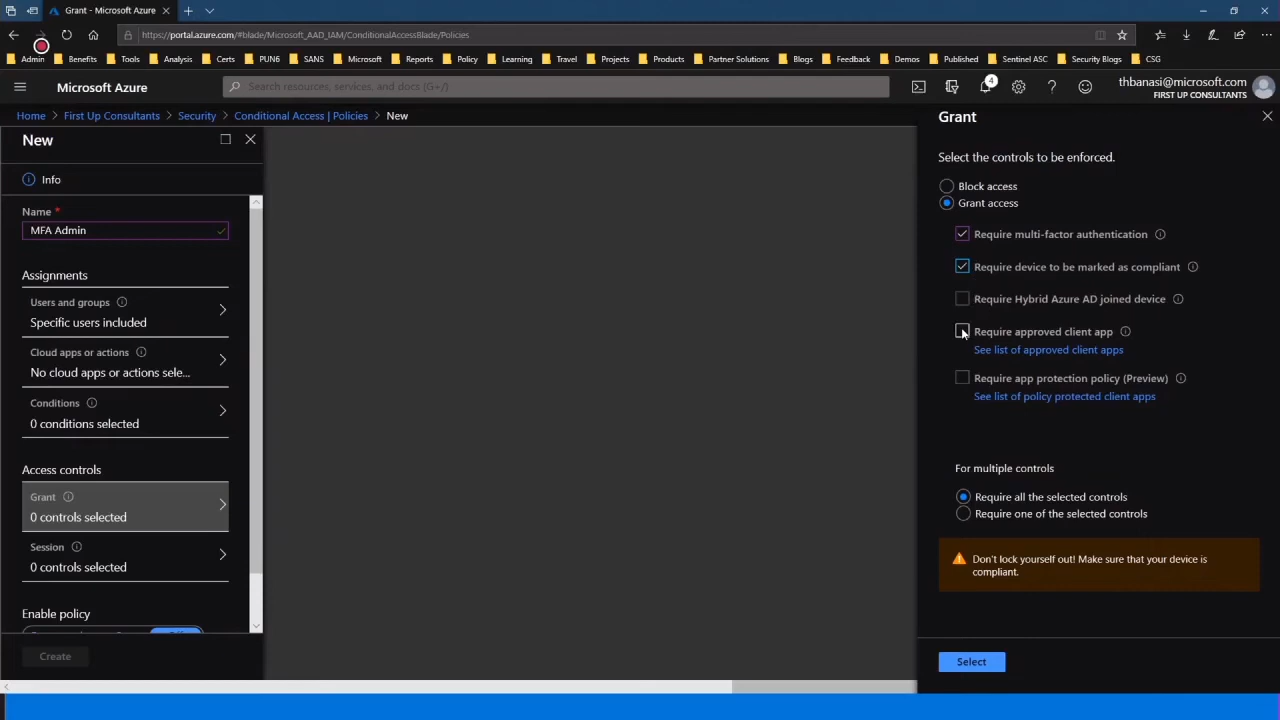 Grant - Microsoft Azure
https://portal.azure.com/#blade/Microsoft_AAD_IAM/ConditionalAccessBlade/Policies
Admin Benefits Tools Analysis Certs PUN6 SANS Microsoft Reports Policy Learning Travel Projects Products Partner Solutions Blogs Feedback Demos Published Sentinel ASC Security Blogs CSG
Microsoft Azure
Search resources, services, and docs (G+/)
4
thbanasi@microsoft.com
FIRST UP CONSULTANTS
Home > First Up Consultants > Security > Conditional Access | Policies > New
New
Info
Name *
MFA Admin
Assignments
Users and groups
Specific users included
Cloud apps or actions
No cloud apps or actions sele...
Conditions
0 conditions selected
Access controls
Grant
0 controls selected
Session
0 controls selected
Enable policy
Create
Grant
Select the controls to be enforced.
Block access
Grant access
Require multi-factor authentication
Require device to be marked as compliant
Require Hybrid Azure AD joined device
Require approved client app
See list of approved client apps
Require app protection policy (Preview)
See list of policy protected client apps
For multiple controls
Require all the selected controls
Require one of the selected controls
Don't lock yourself out! Make sure that your device is
compliant.
Select